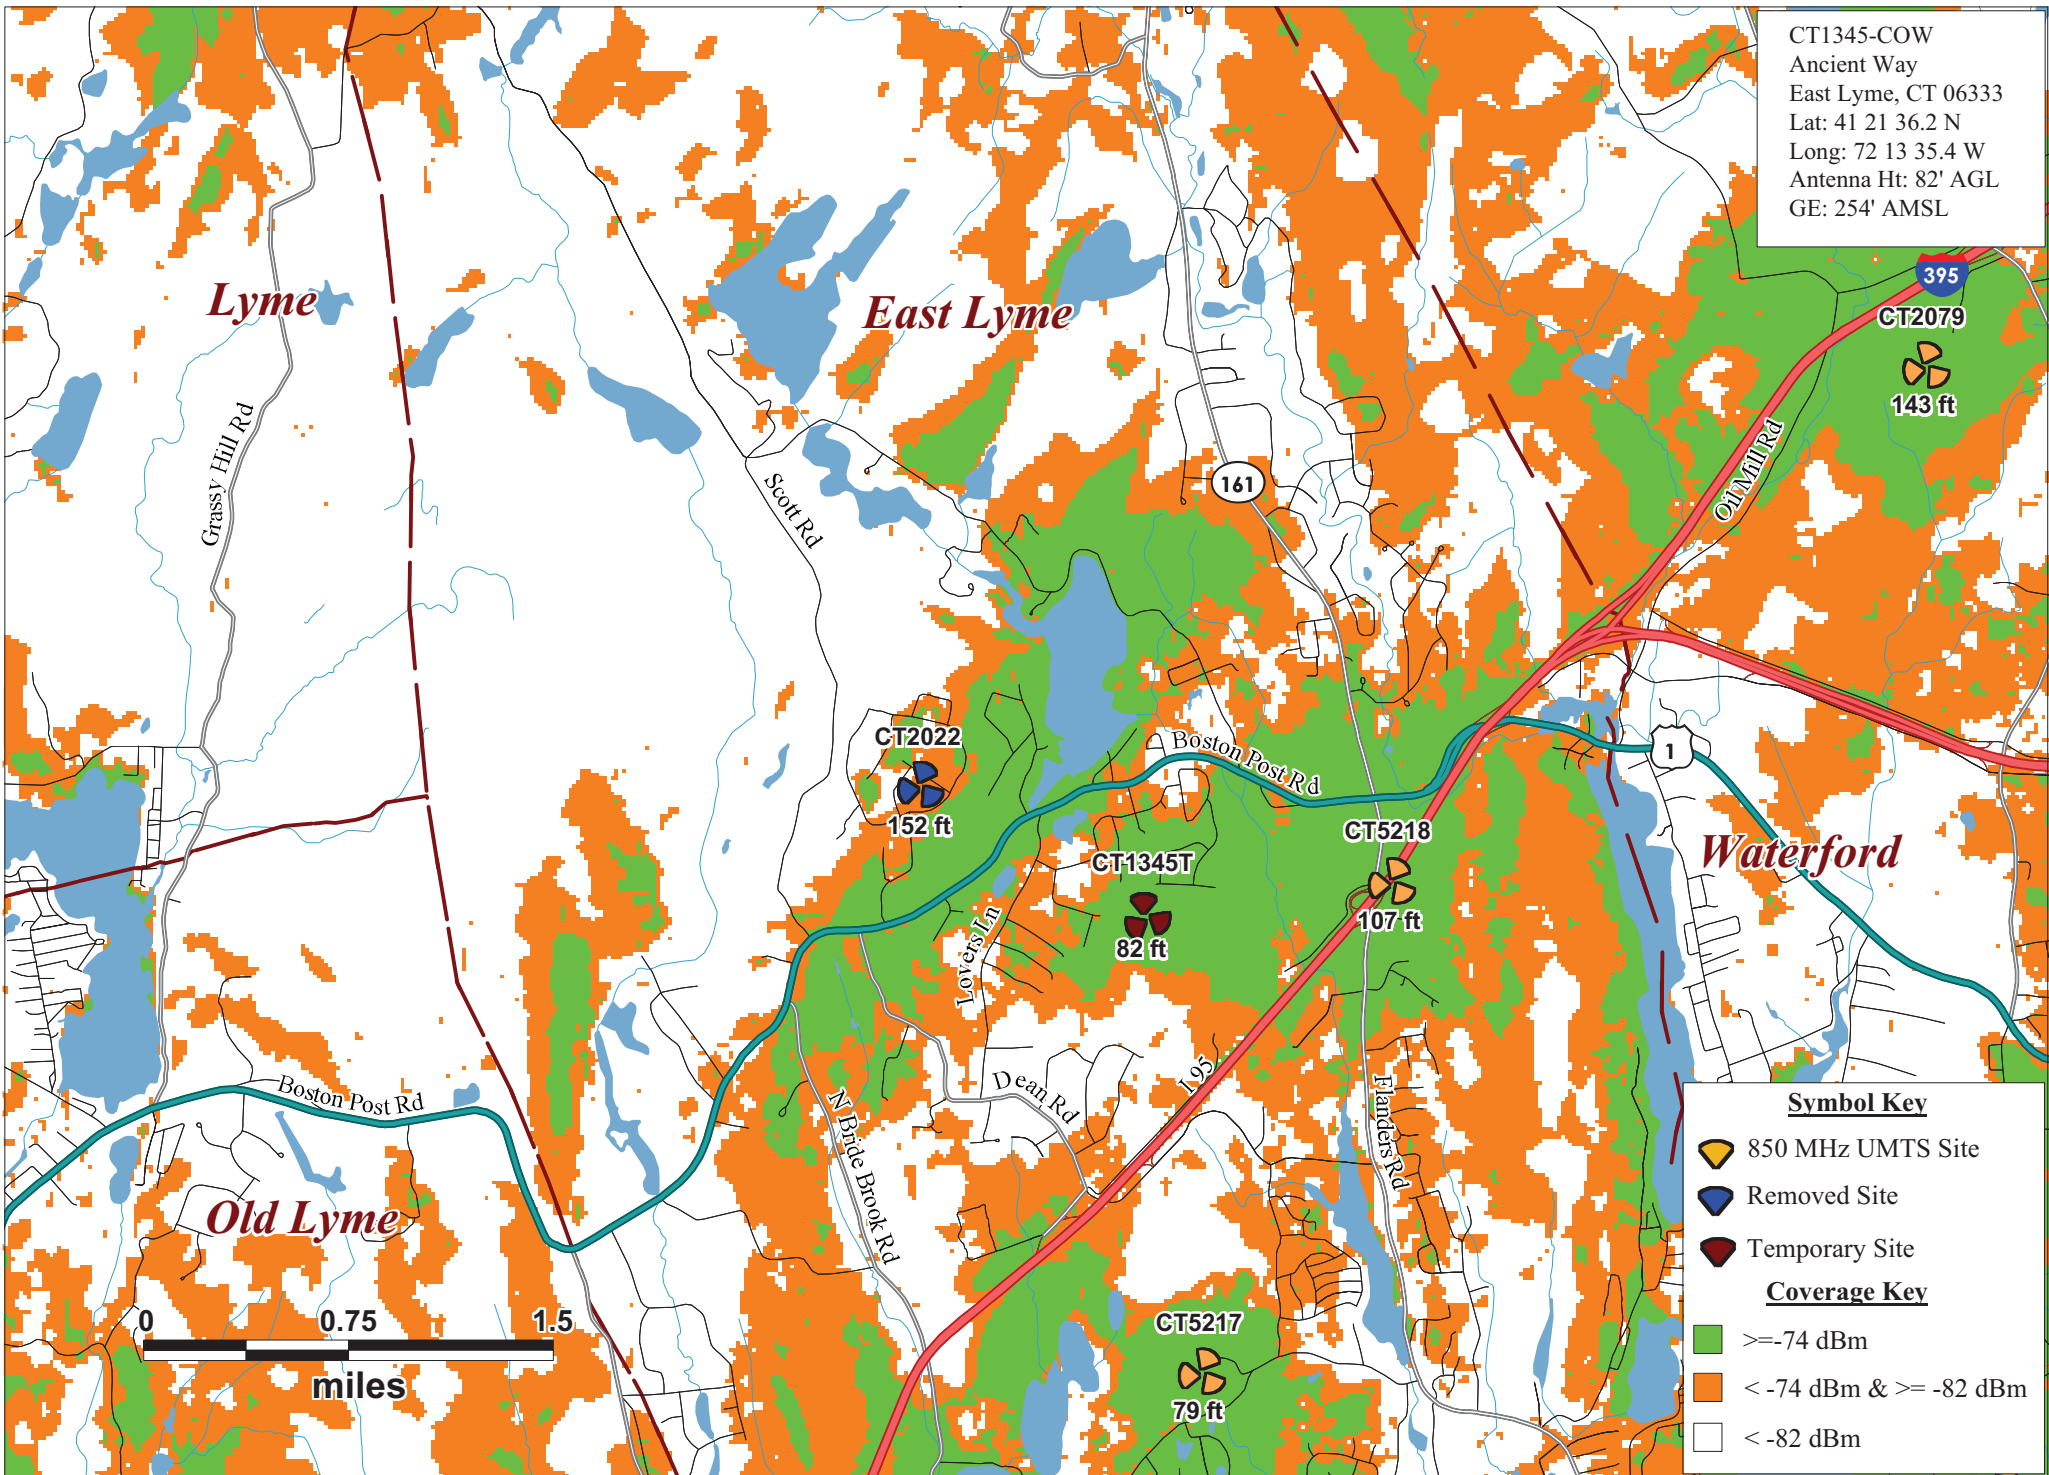 CT1345-COW
Ancient Way
East Lyme, CT 06333
Lat: 41 21 36.2 N
Long: 72 13 35.4 W
Antenna Ht: 82' AGL
GE: 254' AMSL
395
CT2079
143 ft
Lyme
East Lyme
Grassy Hill Rd
Scott Rd
161
Oil Mill Rd
CT2022
152 ft
Boston Post Rd
1
CT5218
107 ft
Waterford
CT1345T
82 ft
Lovers Ln
I 95
Dean Rd
Flanders Rd
N Bride Brook Rd
Boston Post Rd
Old Lyme
0 0.75 1.5
miles
CT5217
79 ft
Symbol Key
850 MHz UMTS Site
Removed Site
Temporary Site
Coverage Key
>=-74 dBm
< -74 dBm & >= -82 dBm
< -82 dBm